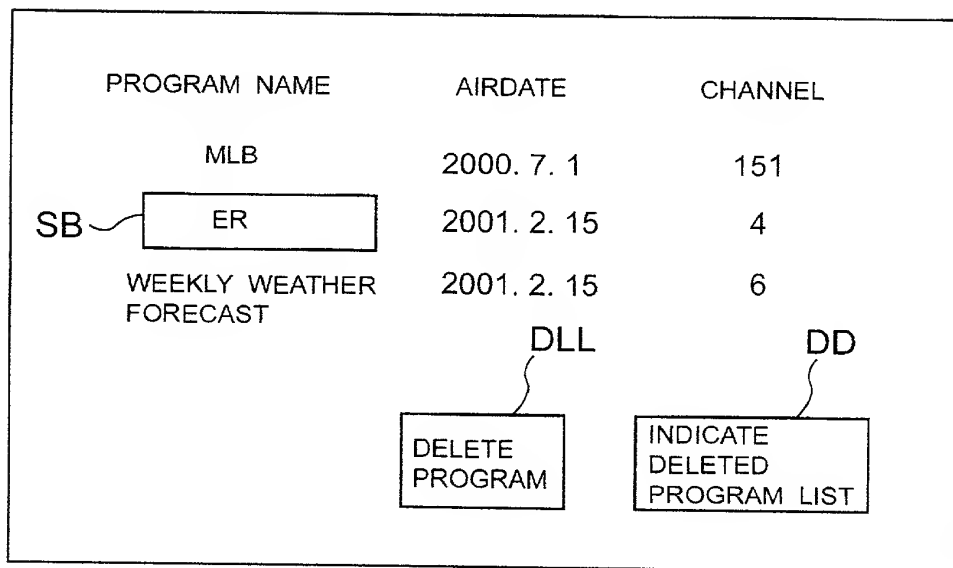 PROGRAM NAME AIRDATE CHANNEL
MLB 2000. 7. 1 151
SB ER 2001. 2. 15 4
WEEKLY WEATHER FORECAST 2001. 2. 15 6
DLL DD
DELETE PROGRAM
INDICATE DELETED PROGRAM LIST